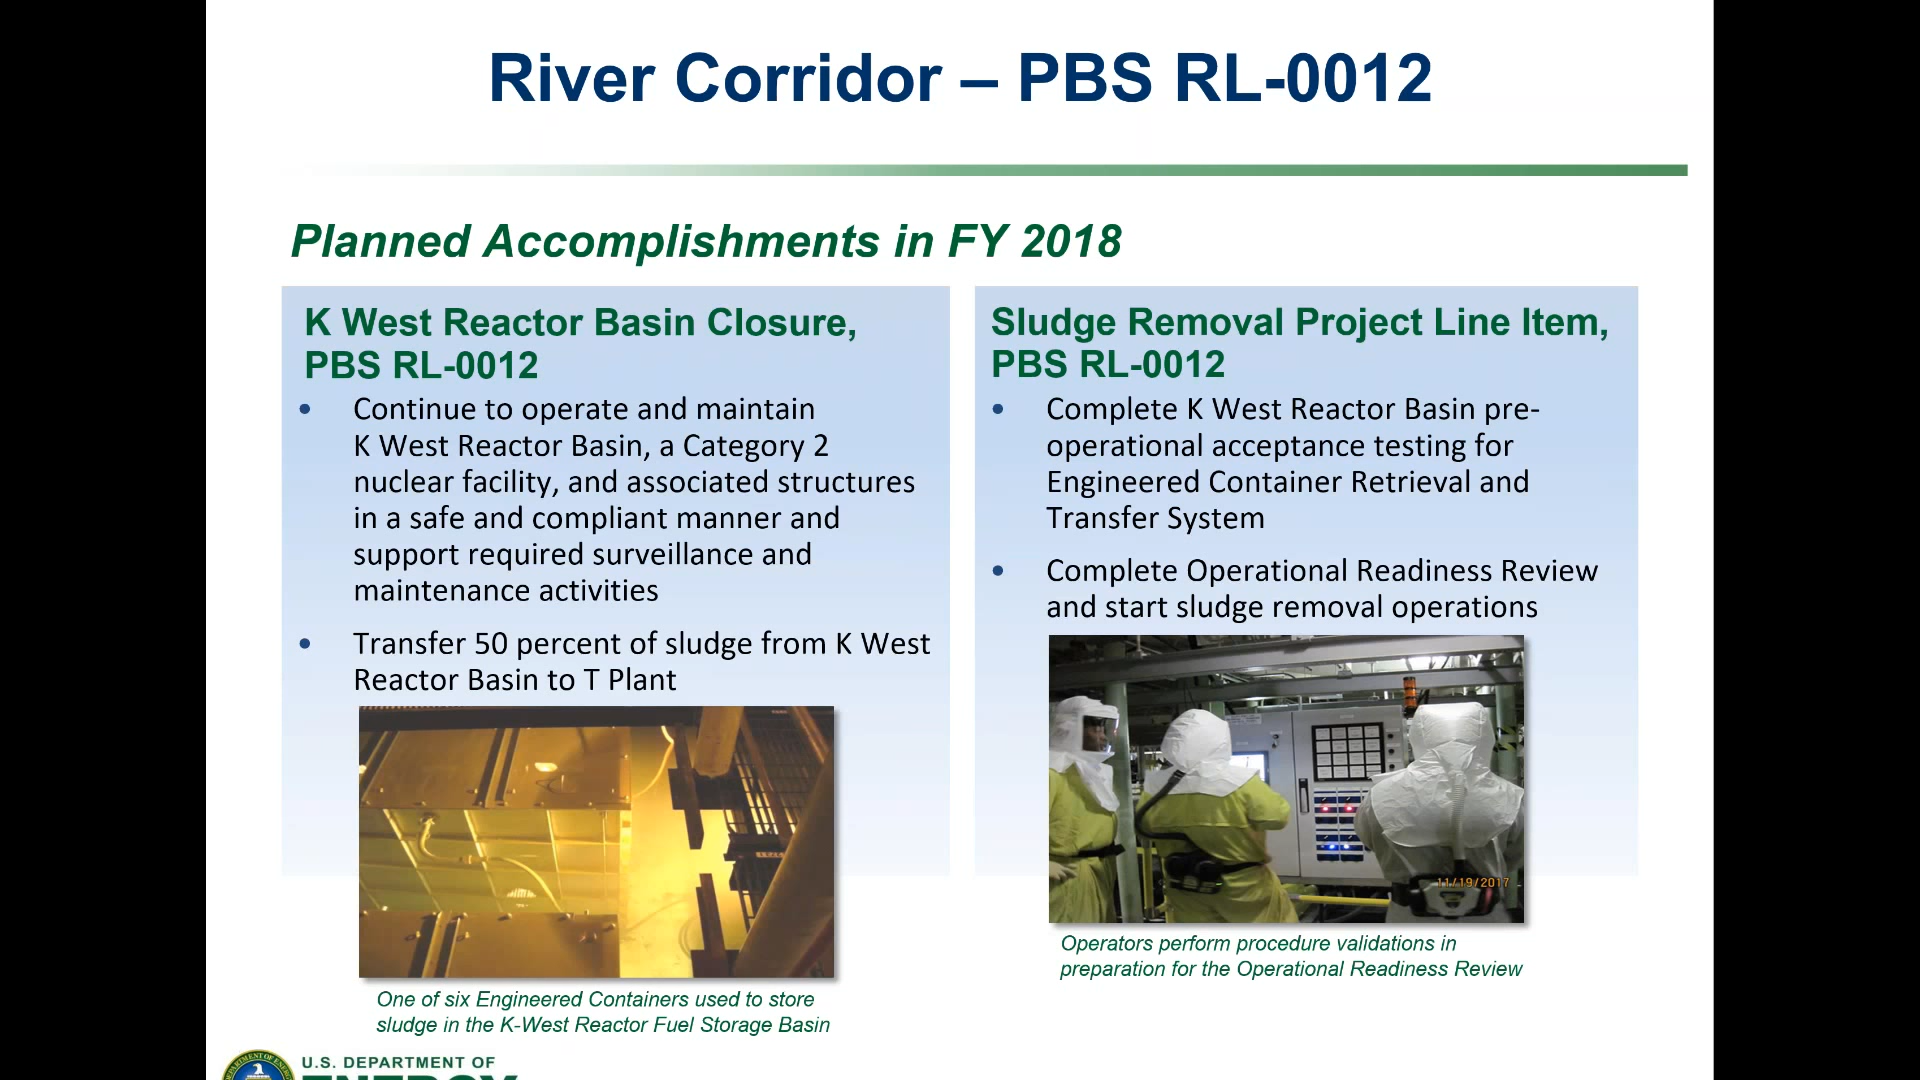 River Corridor – PBS RL-0012
Planned Accomplishments in FY 2018
K West Reactor Basin Closure,
PBS RL-0012
• Continue to operate and maintain
K West Reactor Basin, a Category 2
nuclear facility, and associated structures
in a safe and compliant manner and
support required surveillance and
maintenance activities
• Transfer 50 percent of sludge from K West
Reactor Basin to T Plant
One of six Engineered Containers used to store
sludge in the K-West Reactor Fuel Storage Basin
Sludge Removal Project Line Item,
PBS RL-0012
• Complete K West Reactor Basin pre-
operational acceptance testing for
Engineered Container Retrieval and
Transfer System
• Complete Operational Readiness Review
and start sludge removal operations
11/19/2017
Operators perform procedure validations in
preparation for the Operational Readiness Review
U.S. DEPARTMENT OF
ENERGY